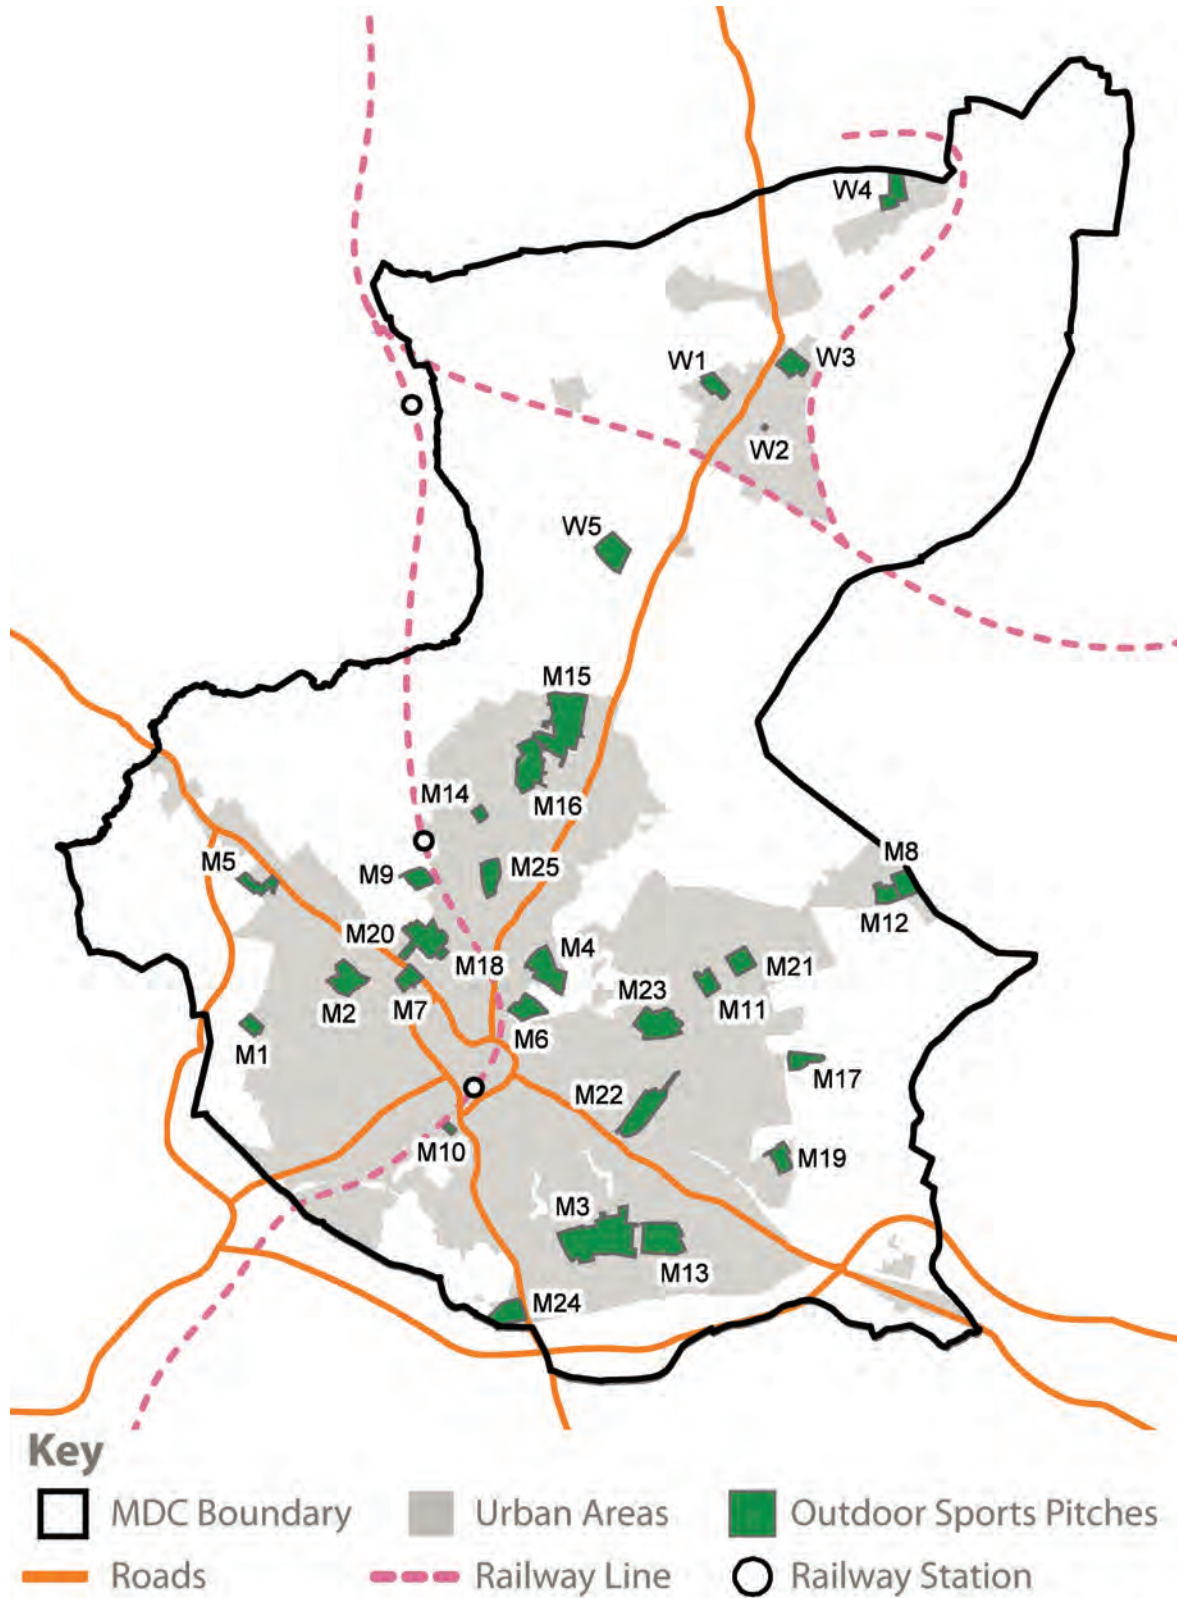 W4
W1
W3
W2
W5
M15
M14
M16
M8
M5
M9
M25
M12
M20
M4
M18
M21
M23
M2
M7
M11
M6
M1
M17
M22
M10
M19
M3
M13
M24
Key
MDC Boundary
Urban Areas
Outdoor Sports Pitches
Roads
Railway Line
Railway Station